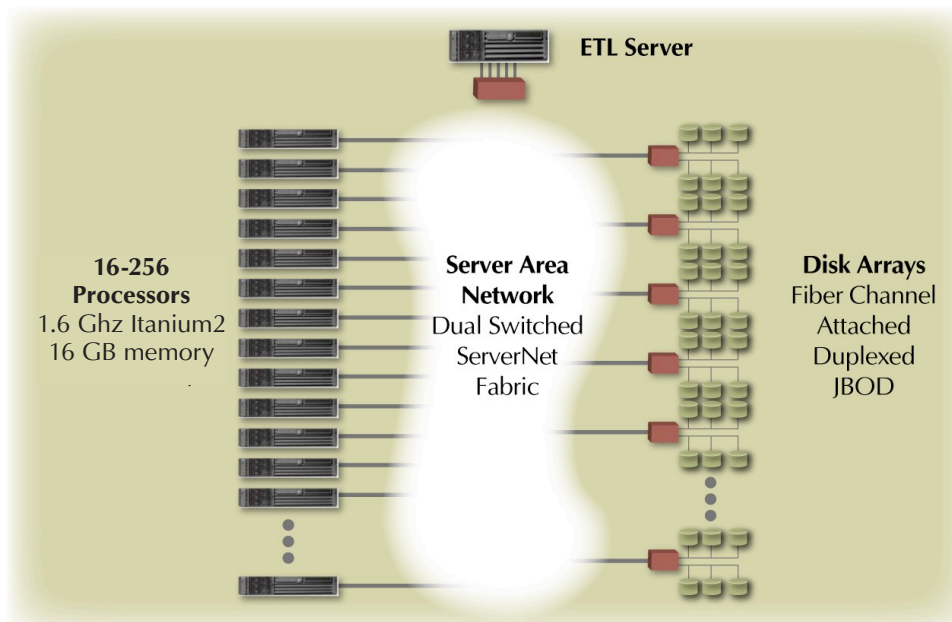 ETL Server
16-256
Processors
1.6 Ghz Itanium2
16 GB memory
.
Server Area
Network
Dual Switched
ServerNet
Fabric
Disk Arrays
Fiber Channel
Attached
Duplexed
JBOD